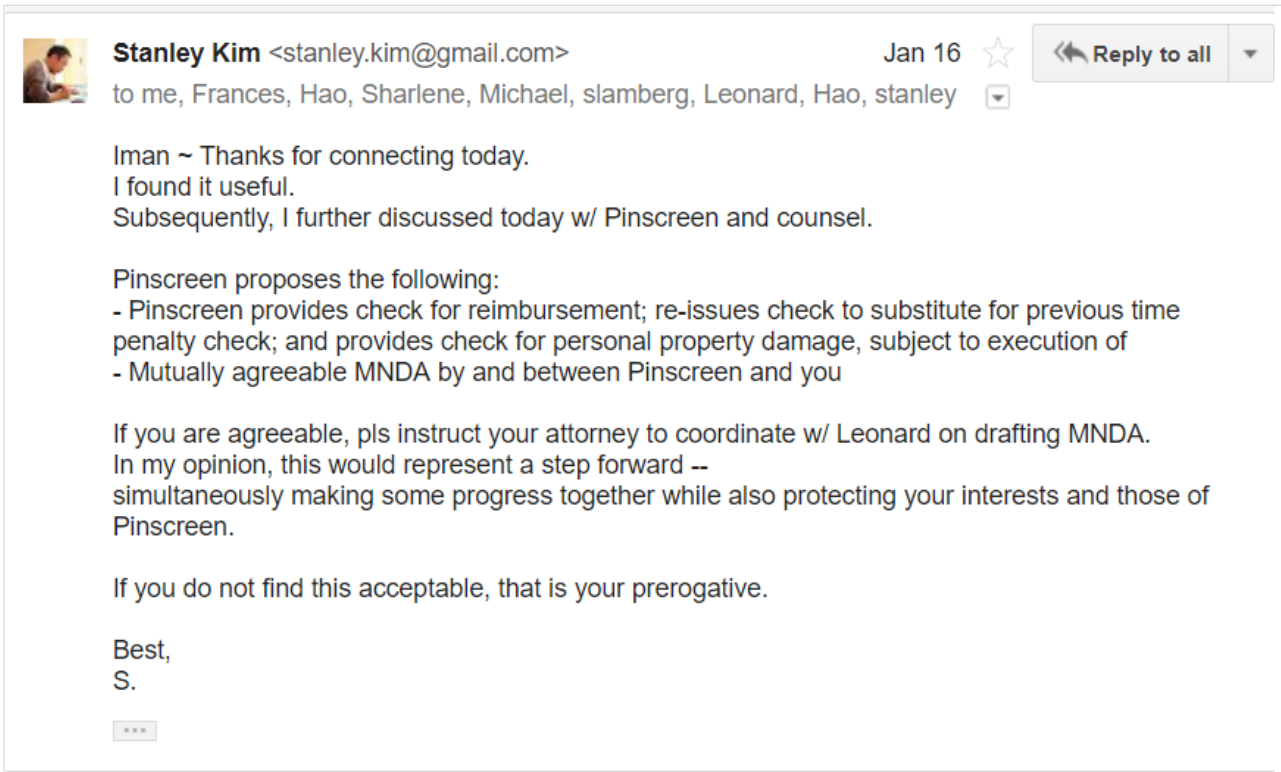 Stanley Kim <stanley.kim@gmail.com> Jan 16 Reply to all
to me, Frances, Hao, Sharlene, Michael, slamberg, Leonard, Hao, stanley
Iman ~ Thanks for connecting today.
I found it useful.
Subsequently, I further discussed today w/ Pinscreen and counsel.
Pinscreen proposes the following:
- Pinscreen provides check for reimbursement; re-issues check to substitute for previous time
penalty check; and provides check for personal property damage, subject to execution of
- Mutually agreeable MNDA by and between Pinscreen and you
If you are agreeable, pls instruct your attorney to coordinate w/ Leonard on drafting MNDA.
In my opinion, this would represent a step forward --
simultaneously making some progress together while also protecting your interests and those of
Pinscreen.
If you do not find this acceptable, that is your prerogative.
Best,
S.